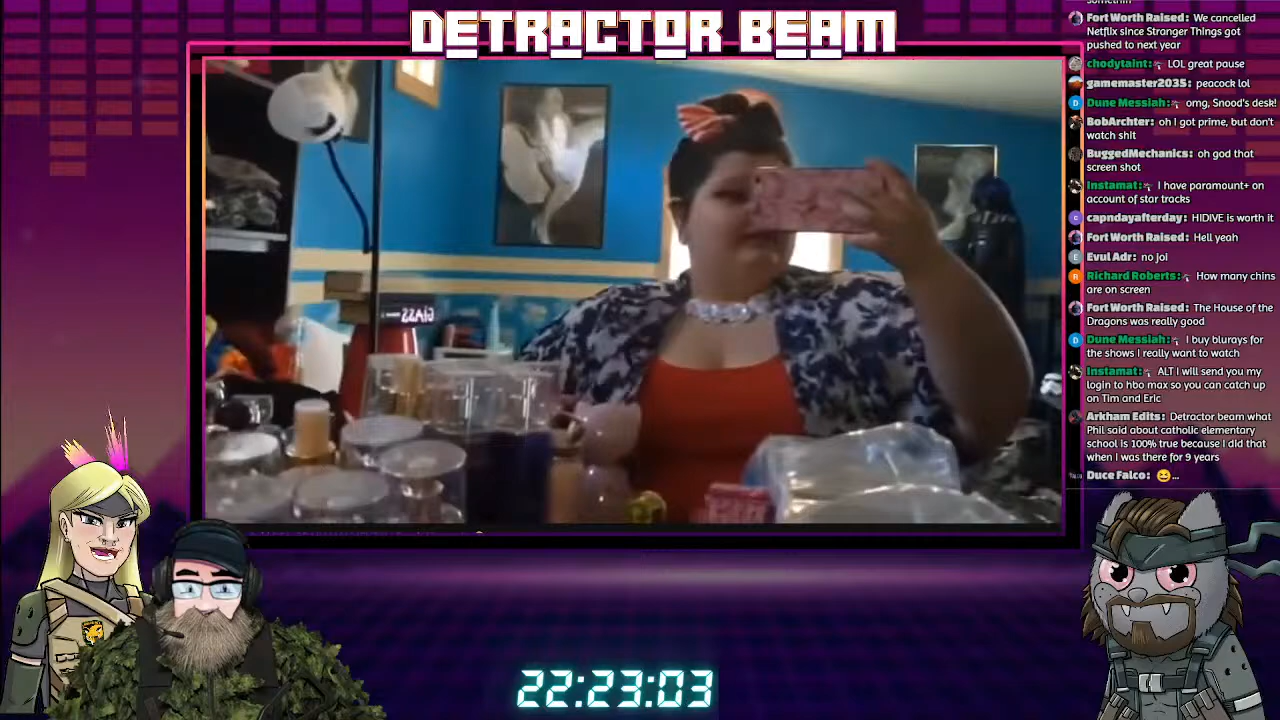 DETRACTOR BEAM
Fort Worth Raised: We cancelled
Netflix since Stranger Things got
pushed to next year
chodytaint: LOL great pause
gamemaster2035: peacock lol
Dune Messiah: omg, Snood's desk!
BobArchter: oh I got prime, but don't
watch shit
BuggedMechanics: oh god that
screen shot
Instamat: I have paramount+ on
account of star tracks
capndayafterday: HIDIVE is worth it
Fort Worth Raised: Hell yeah
Evul Adr: no joi
Richard Roberts: How many chins
are on screen
Fort Worth Raised: The House of the
Dragons was really good
Dune Messiah: I buy blurays for
the shows I really want to watch
Instamat: ALT I will send you my
login to hbo max so you can catch up
on Tim and Eric
Arkham Edits: Detractor beam what
Phil said about catholic elementary
school is 100% true because I did that
when I was there for 9 years
Duce Falco: 😆...
22:23:03